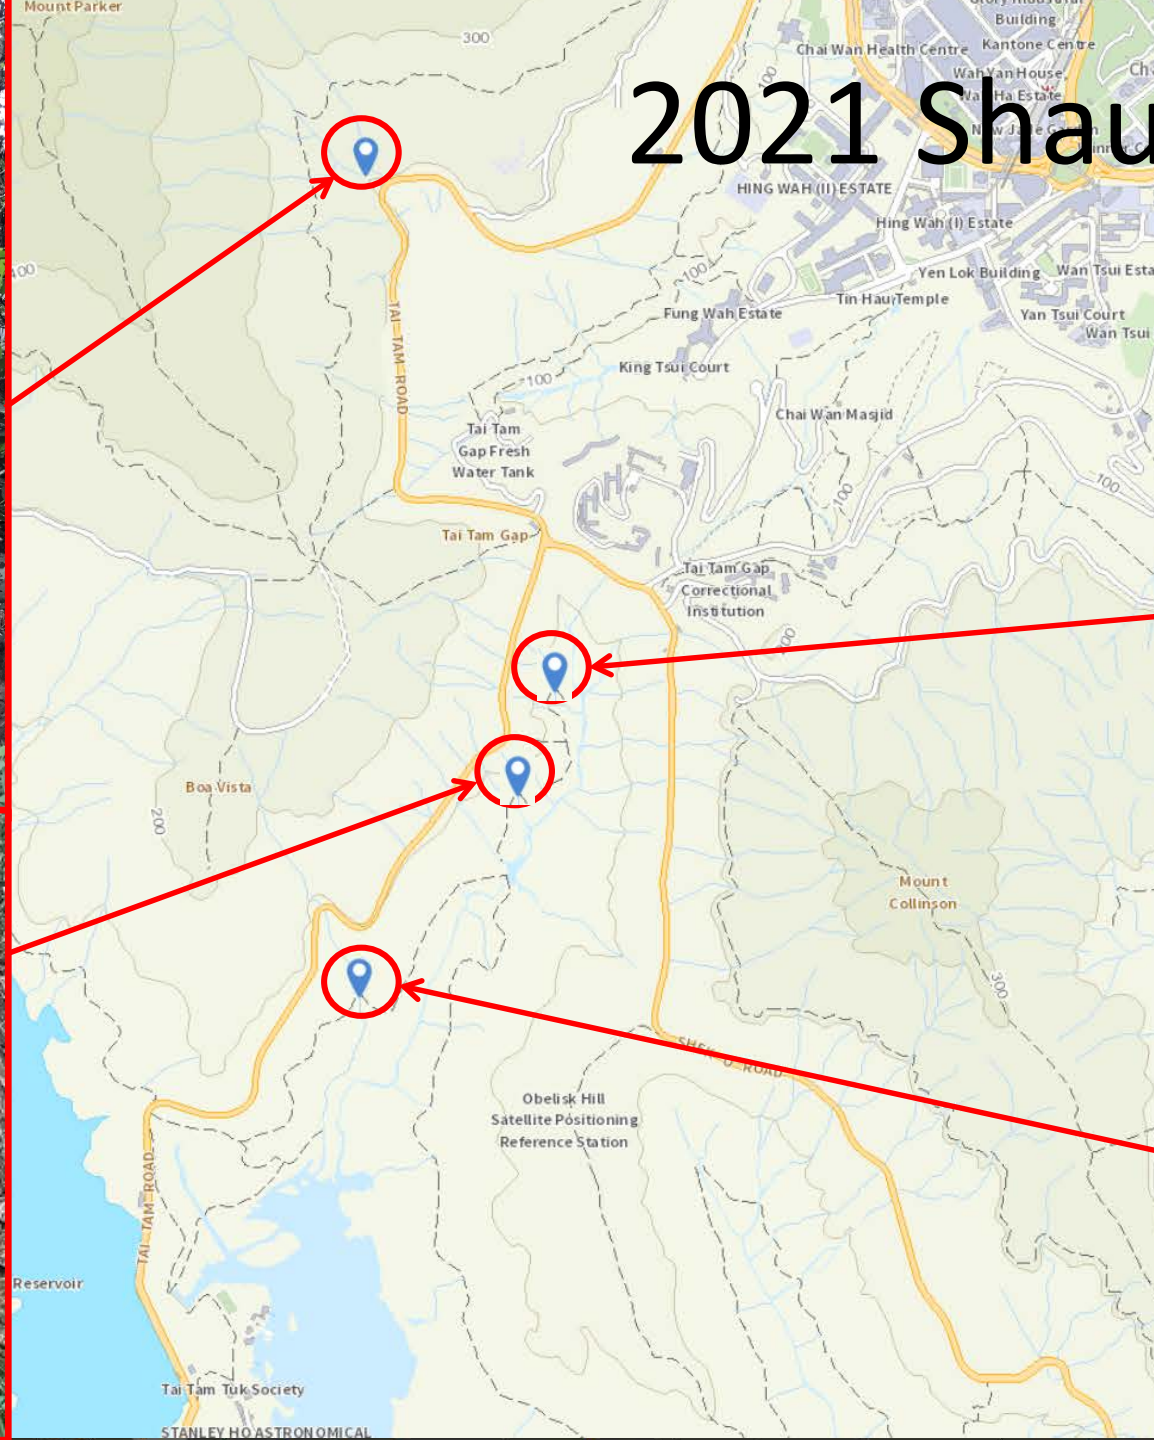 Mount Parker
300
Building
Chai Wan Health Centre
Kantone Centre
Wah Yan House,
Wah Ha Estate
2021 Shau
100
HING WAH (II) ESTATE
Hing Wah (I) Estate
100
Yen Lok Building
Wan Tsui Esta
Tin Hau Temple
Fung Wah Estate
Yan Tsui Court
Wan Tsui
King Tsui Court
TAI TAM ROAD
100
Chai Wan Masjid
Tai Tam
Gap Fresh
Water Tank
100
100
Tai Tam Gap
Tai Tam Gap
Correctional
Institution
Boa Vista
200
Mount
Collinson
300
SHEK O ROAD
Obelisk Hill
Satellite Positioning
Reference Station
TAI TAM ROAD
Reservoir
Tai Tam Tuk Society
STANLEY HO ASTRONOMICAL